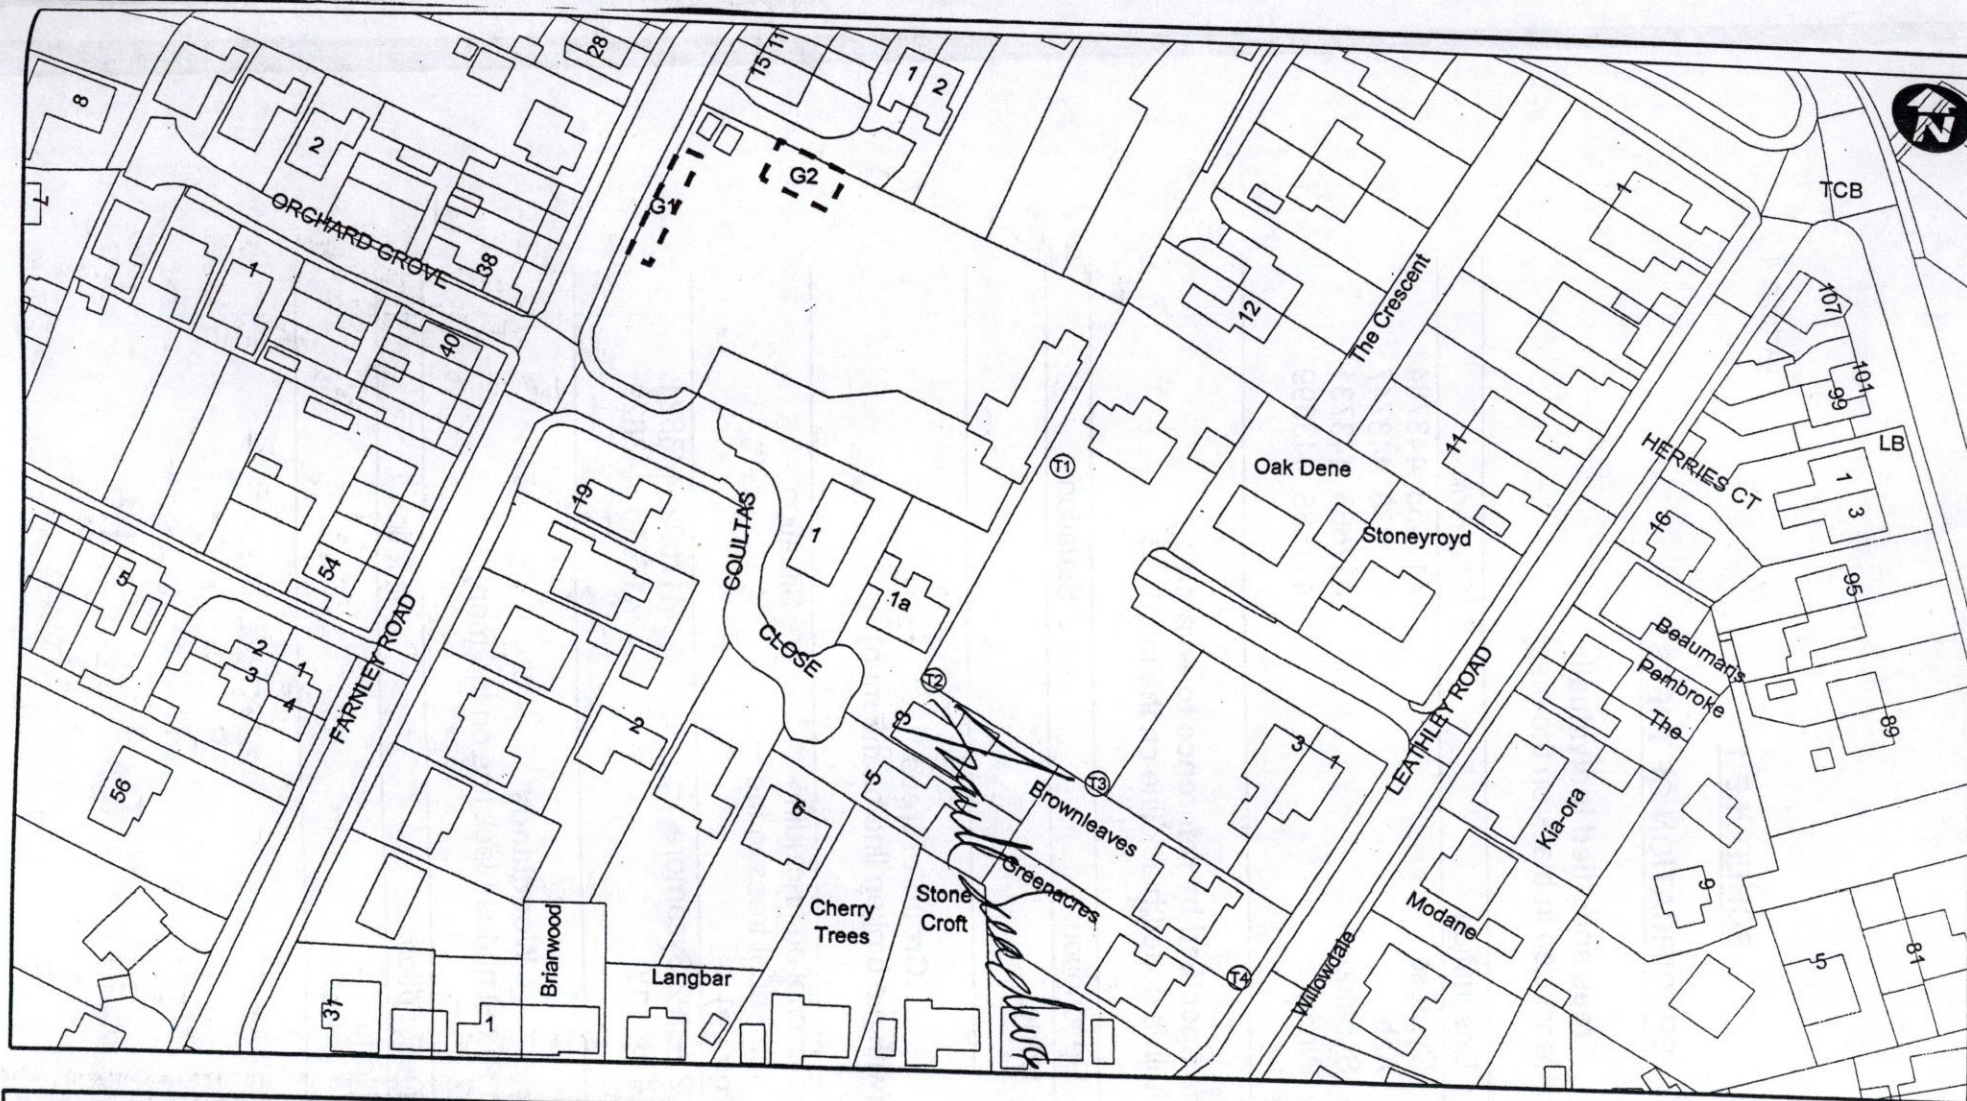 28
15
11
1
2
8
2
G2
G1
TCB
1
7
ORCHARD GROVE
38
1
12
The Crescent
107
40
101
99
HERRIES CT
LB
11
Oak Dene
T1
19
COULTAS
1
1
3
16
Stoneyroyd
54
5
1a
95
FARNLEY ROAD
2
1
3
4
CLOSE
T2
LEATHLEY ROAD
Beaumaris
Pembroke
The
2
89
3
1
5
T3
Brownleaves
56
6
Kia-ora
Greenacres
Stone
Croft
Cherry
Trees
Modane
9
Briarwood
Langbar
T4
Willowdale
5
81
31
1
N